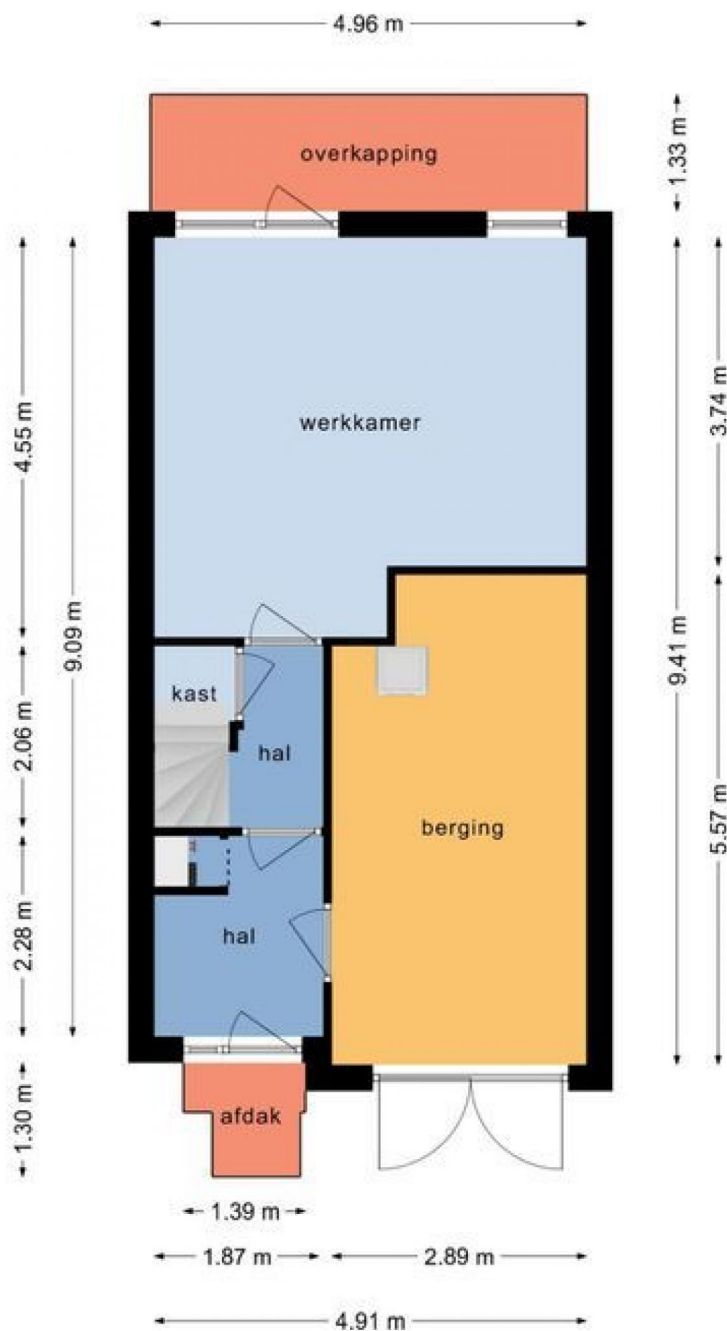 4.96 m
overkapping
1.33 m
werkkamer
4.55 m
9.09 m
3.74 m
9.41 m
kast
hal
2.06 m
berging
5.57 m
hal
2.28 m
afdak
1.30 m
1.39 m
1.87 m
2.89 m
4.91 m